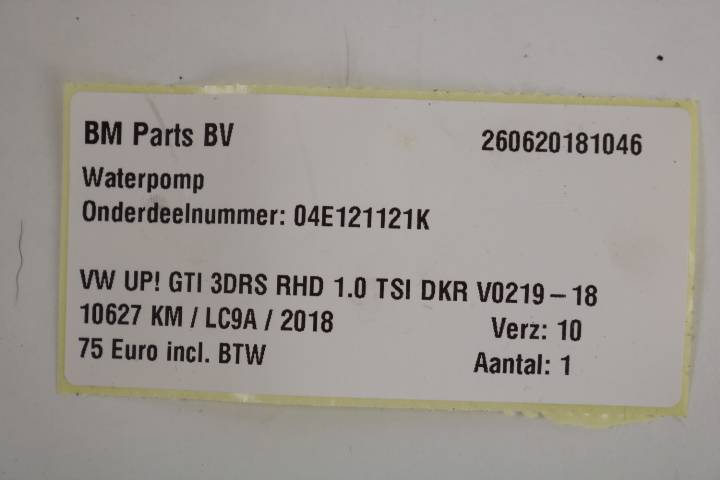 BM Parts BV 260620181046
Waterpomp
Onderdeelnummer: 04E121121K
VW UP! GTI 3DRS RHD 1.0 TSI DKR V0219-18
10627 KM / LC9A / 2018 Verz: 10
75 Euro incl. BTW Aantal: 1